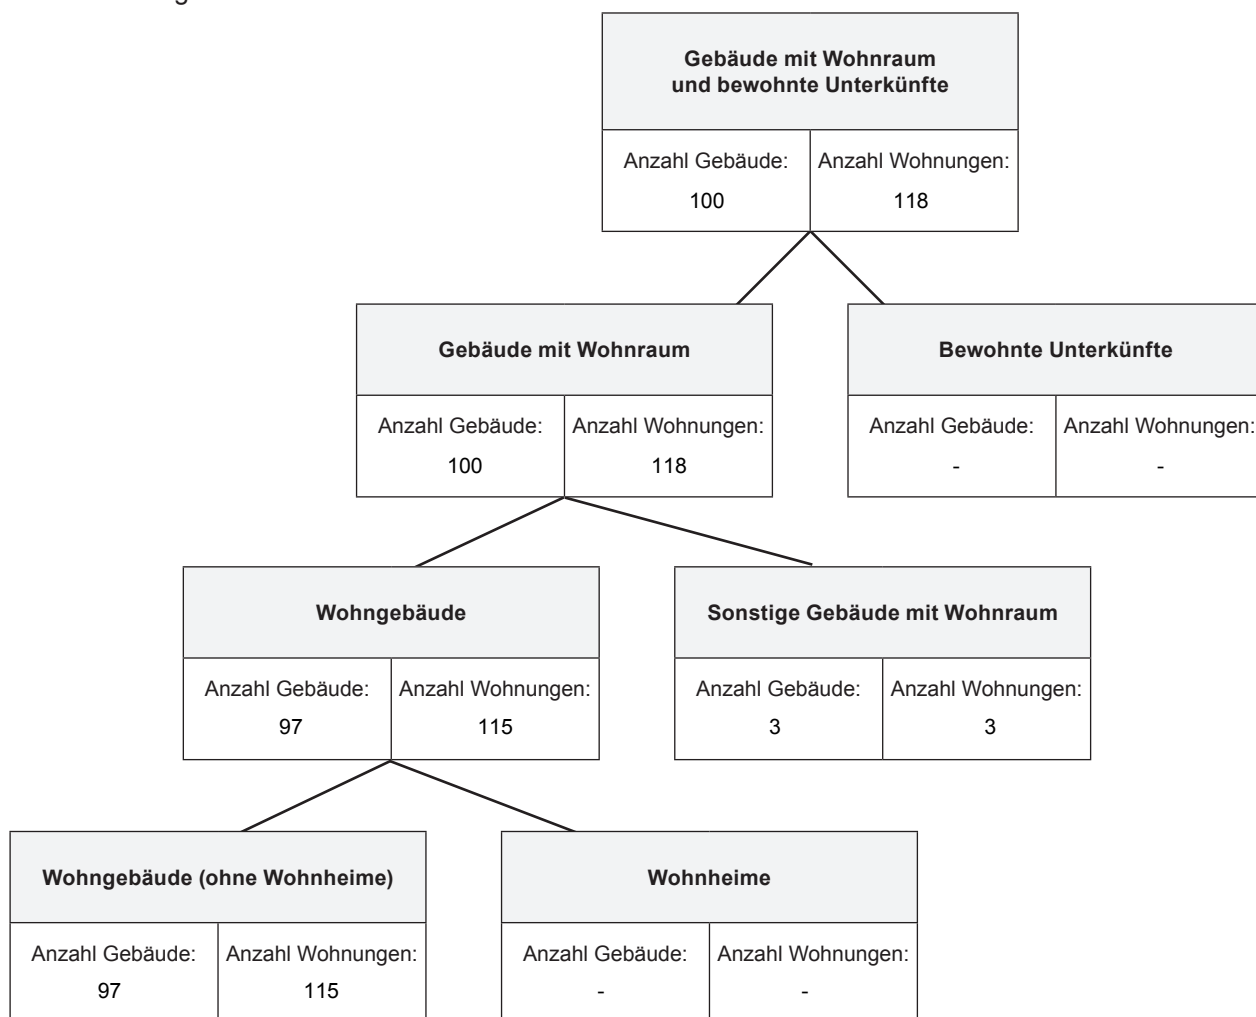 Gebäude mit Wohnraum
und bewohnte Unterkünfte
Anzahl Gebäude: Anzahl Wohnungen:
100 118
Gebäude mit Wohnraum
Anzahl Gebäude: Anzahl Wohnungen:
100 118
Bewohnte Unterkünfte
Anzahl Gebäude: Anzahl Wohnungen:
- -
Wohngebäude
Anzahl Gebäude: Anzahl Wohnungen:
97 115
Sonstige Gebäude mit Wohnraum
Anzahl Gebäude: Anzahl Wohnungen:
3 3
Wohngebäude (ohne Wohnheime)
Anzahl Gebäude: Anzahl Wohnungen:
97 115
Wohnheime
Anzahl Gebäude: Anzahl Wohnungen:
- -